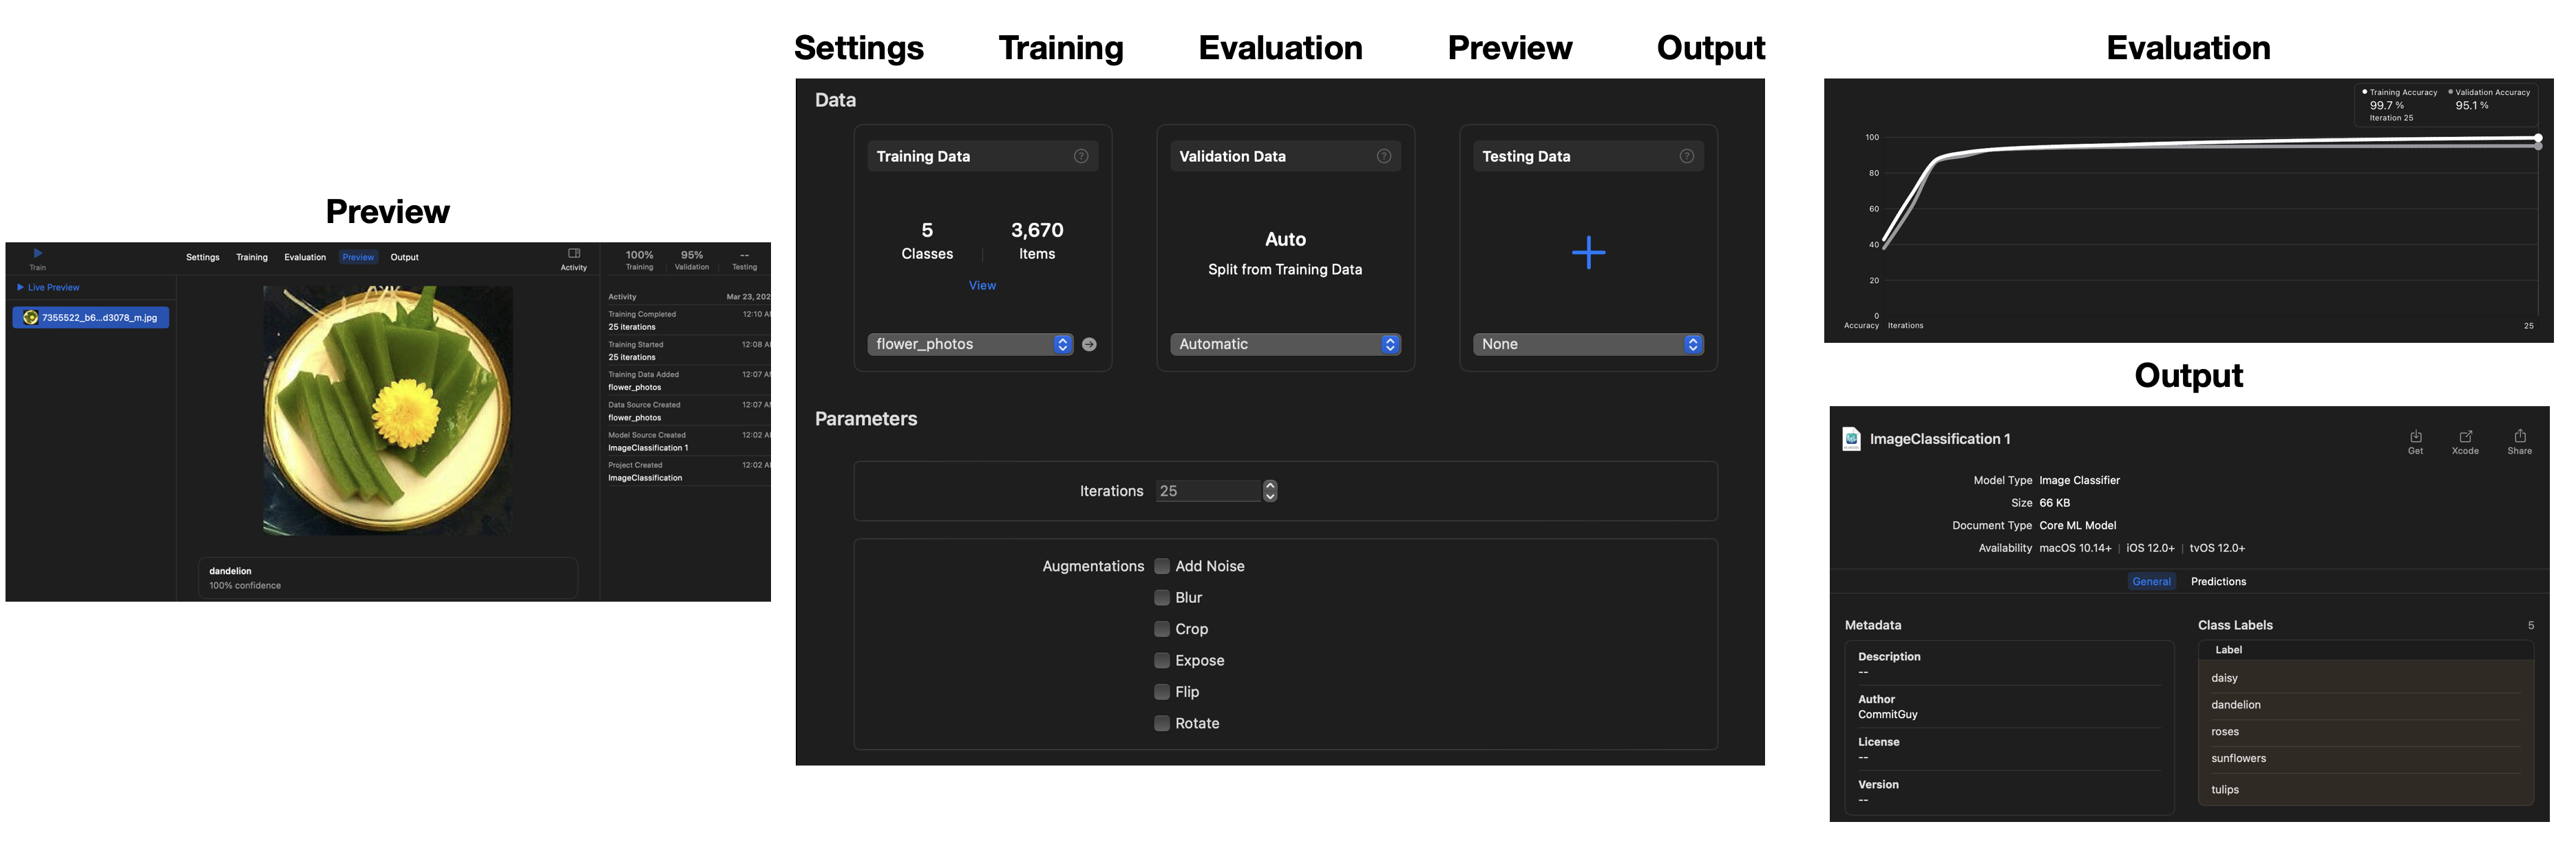 Preview
Train
Settings Training Evaluation Preview Output
Activity
100% 95% --
Training Validation Testing
Live Preview
7355522_b6...d3078_m.jpg
Activity Mar 23, 202
Training Completed 12:10 A
25 iterations
Training Started 12:08 A
25 iterations
Training Data Added 12:07 A
flower_photos
Data Source Created 12:07 A
flower_photos
Model Source Created 12:02 A
ImageClassification 1
Project Created 12:02 A
ImageClassification
dandelion
100% confidence
Settings Training Evaluation Preview Output
Data
Training Data ?
5 3,670
Classes Items
View
flower_photos
Validation Data ?
Auto
Split from Training Data
Automatic
Testing Data ?
None
Parameters
Iterations 25
Augmentations Add Noise
Blur
Crop
Expose
Flip
Rotate
Evaluation
Training Accuracy Validation Accuracy
99.7 % 95.1 %
Iteration 25
100
80
60
40
20
0
Accuracy Iterations 25
Output
ImageClassification 1
Get Xcode Share
Model Type Image Classifier
Size 66 KB
Document Type Core ML Model
Availability macOS 10.14+ | iOS 12.0+ | tvOS 12.0+
General Predictions
Metadata
Description
--
Author
CommitGuy
License
--
Version
--
Class Labels 5
Label
daisy
dandelion
roses
sunflowers
tulips